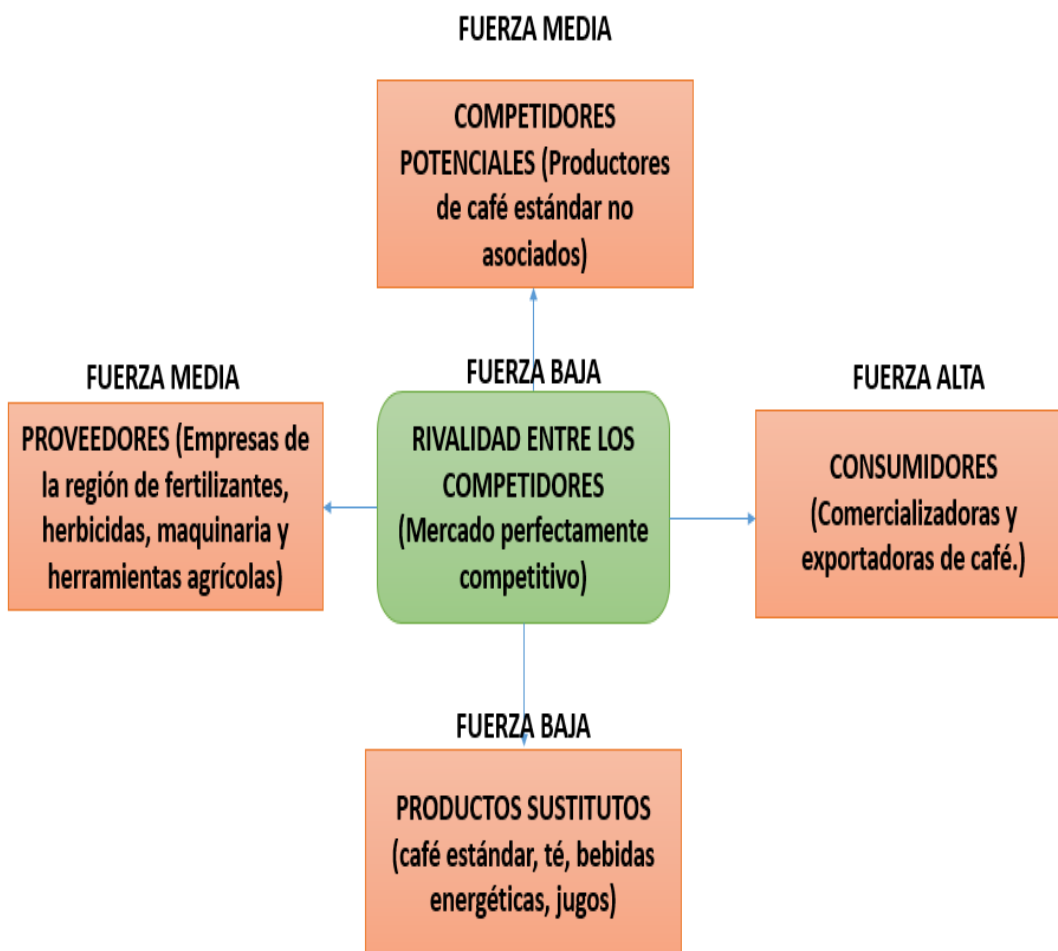 FUERZA MEDIA
COMPETIDORES
POTENCIALES (Productores
de café estándar no
asociados)
FUERZA MEDIA
PROVEEDORES (Empresas de
la región de fertilizantes,
herbicidas, maquinaria y
herramientas agrícolas)
FUERZA BAJA
RIVALIDAD ENTRE LOS
COMPETIDORES
(Mercado perfectamente
competitivo)
FUERZA ALTA
CONSUMIDORES
(Comercializadoras y
exportadoras de café.)
FUERZA BAJA
PRODUCTOS SUSTITUTOS
(café estándar, té, bebidas
energéticas, jugos)